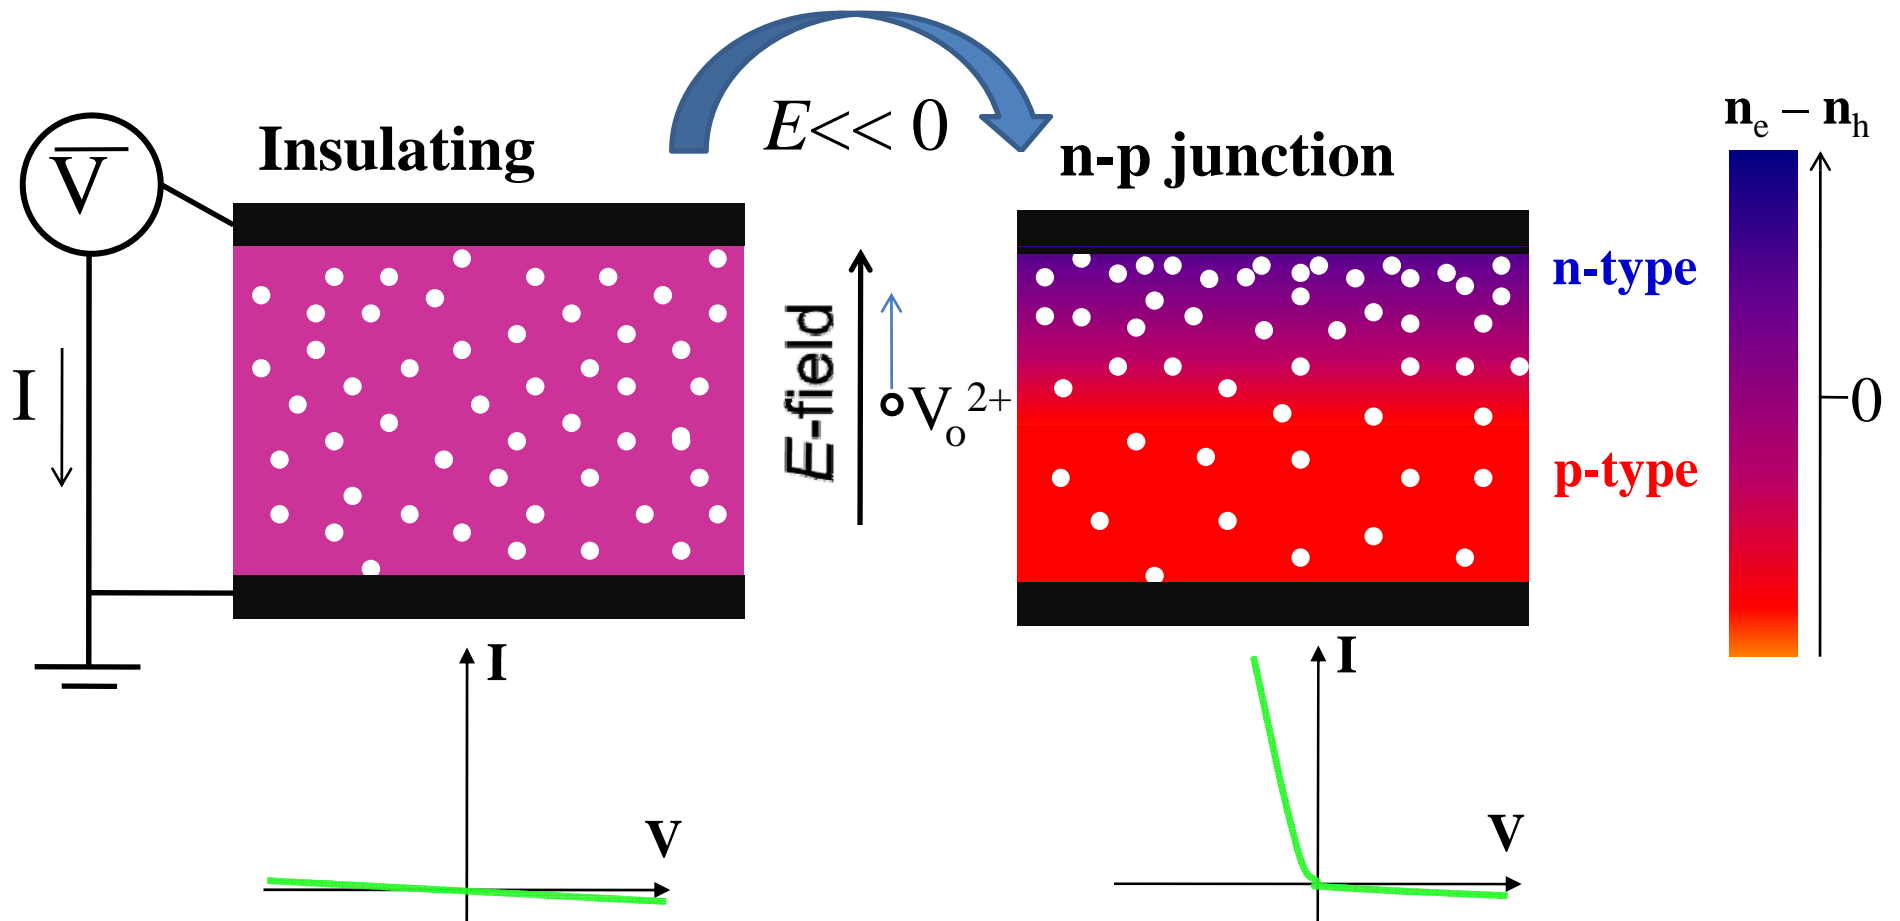 Insulating
E<< 0
n-p junction
nₑ – nₕ
V̅
n-type
I
E-field
Vₒ²⁺
0
p-type
I
V
I
V